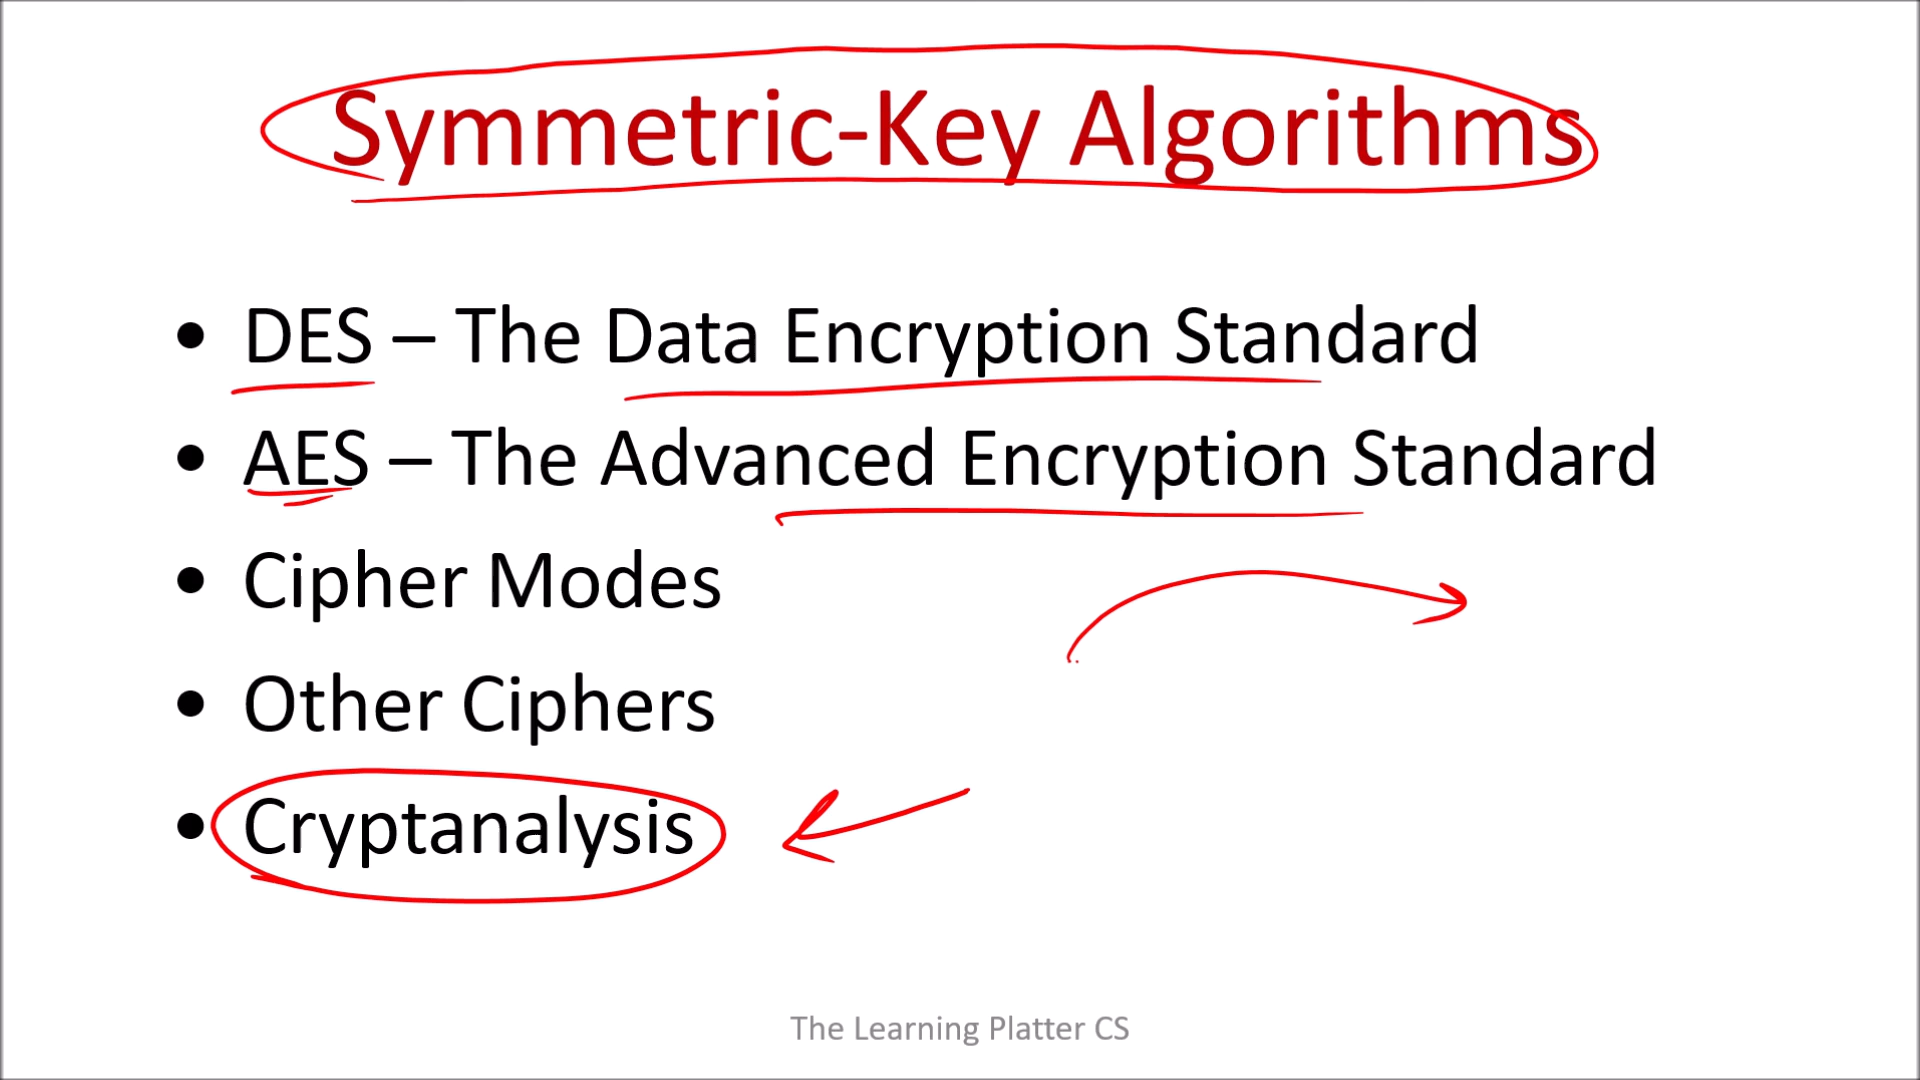 Symmetric-Key Algorithms
• DES – The Data Encryption Standard
• AES – The Advanced Encryption Standard
• Cipher Modes
• Other Ciphers
• Cryptanalysis
The Learning Platter CS